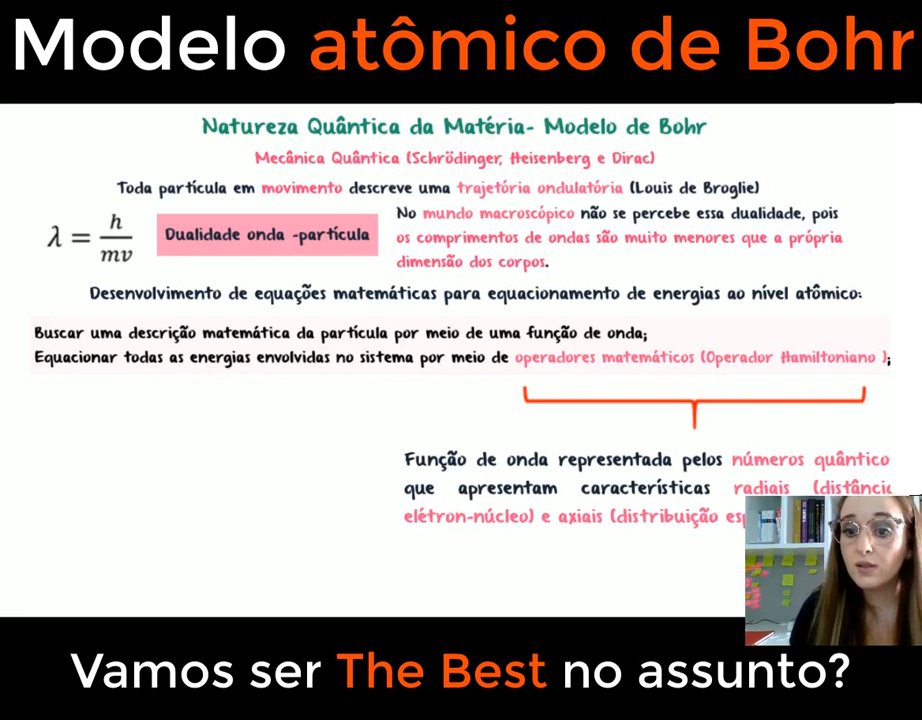 Modelo atômico de Bohr
Natureza Quântica da Matéria- Modelo de Bohr
Mecânica Quântica (Schrödinger, Heisenberg e Dirac)
Toda partícula em movimento descreve uma trajetória ondulatória (Louis de Broglie)
λ = h / mv
Dualidade onda -partícula
No mundo macroscópico não se percebe essa dualidade, pois
os comprimentos de ondas são muito menores que a própria
dimensão dos corpos.
Desenvolvimento de equações matemáticas para equacionamento de energias ao nível atômico:
Buscar uma descrição matemática da partícula por meio de uma função de onda;
Equacionar todas as energias envolvidas no sistema por meio de operadores matemáticos (Operador Hamiltoniano );
Função de onda representada pelos números quântico
que apresentam características radiais
elétron-núcleo) e axiais (distribuição
Vamos ser The Best no assunto?